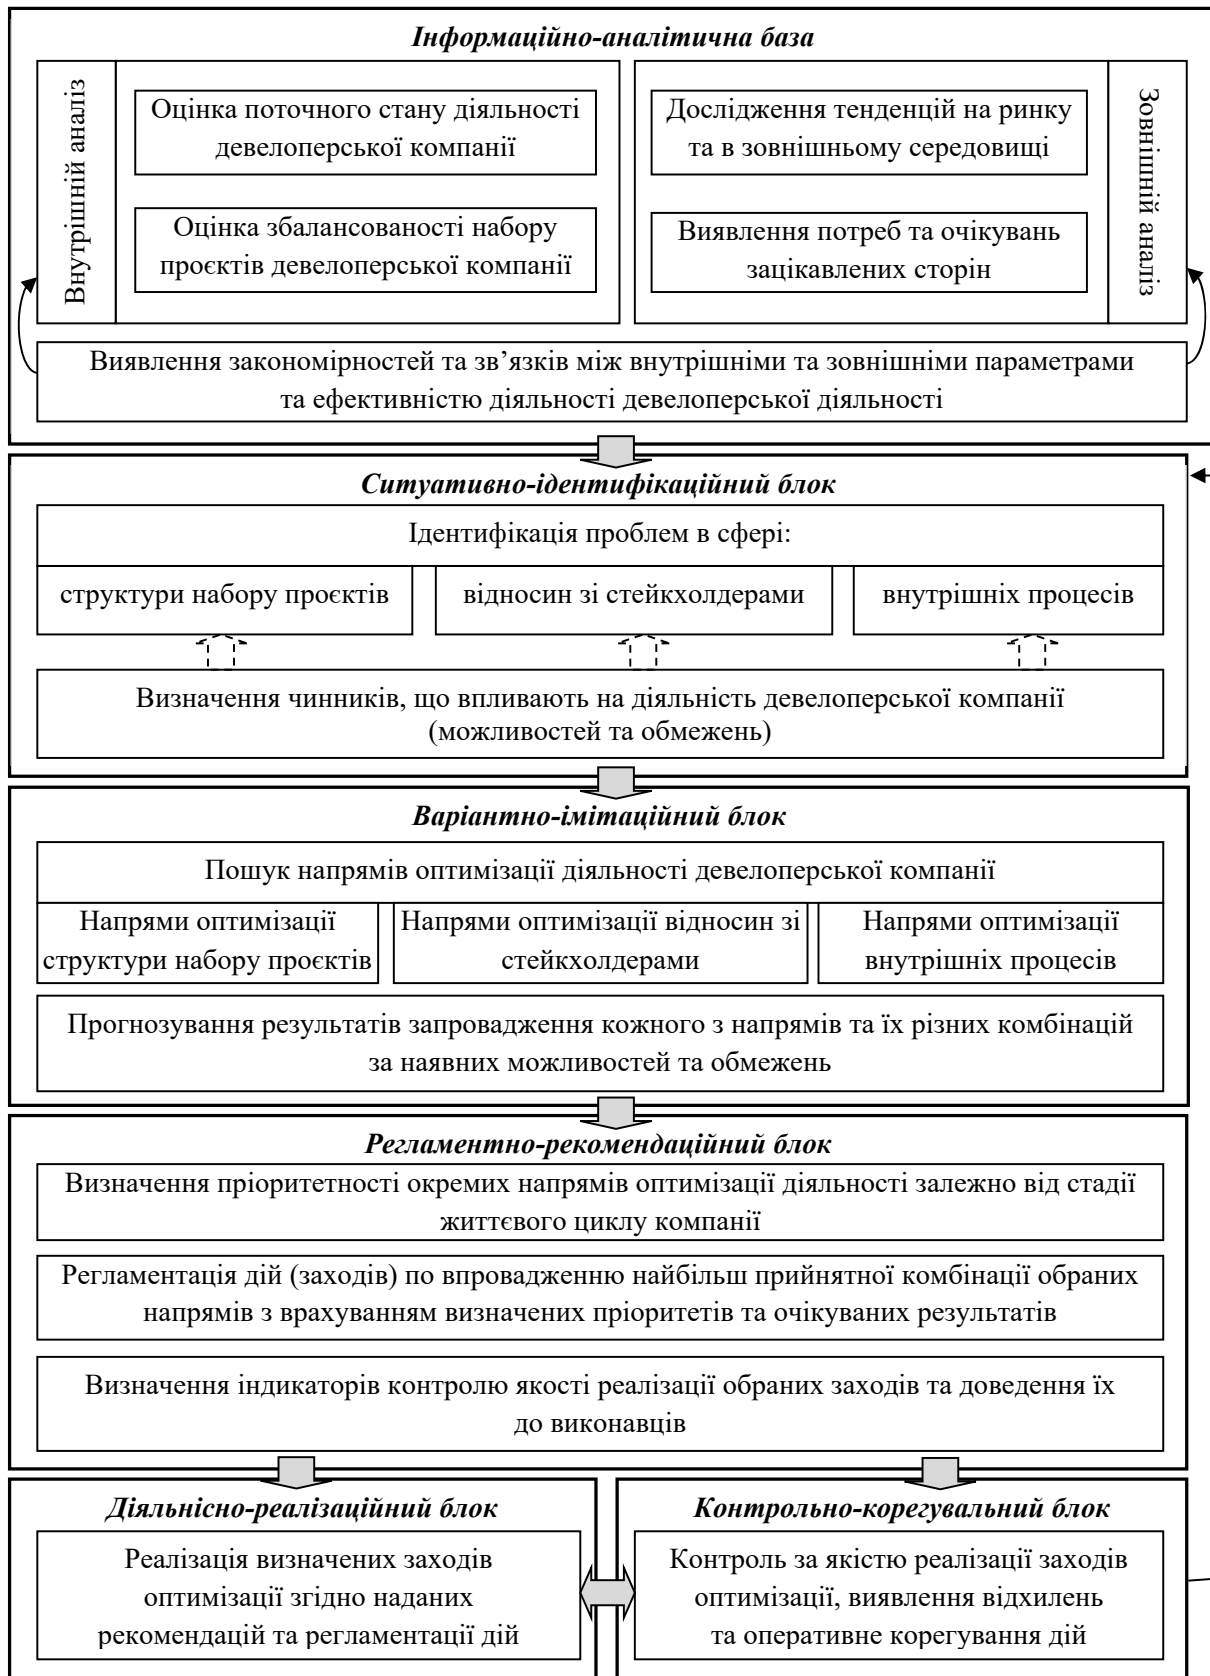 Інформаційно-аналітична база
Внутрішній аналіз
Оцінка поточного стану діяльності
девелоперської компанії
Оцінка збалансованості набору
проєктів девелоперської компанії
Дослідження тенденцій на ринку
та в зовнішньому середовищі
Виявлення потреб та очікувань
зацікавлених сторін
Зовнішній аналіз
Виявлення закономірностей та зв’язків між внутрішніми та зовнішніми параметрами
та ефективністю діяльності девелоперської діяльності
Ситуативно-ідентифікаційний блок
Ідентифікація проблем в сфері:
структури набору проєктів
відносин зі стейкхолдерами
внутрішніх процесів
Визначення чинників, що впливають на діяльність девелоперської компанії
(можливостей та обмежень)
Варіантно-імітаційний блок
Пошук напрямів оптимізації діяльності девелоперської компанії
Напрями оптимізації
структури набору проєктів
Напрями оптимізації відносин зі
стейкхолдерами
Напрями оптимізації
внутрішніх процесів
Прогнозування результатів запровадження кожного з напрямів та їх різних комбінацій
за наявних можливостей та обмежень
Регламентно-рекомендаційний блок
Визначення пріоритетності окремих напрямів оптимізації діяльності залежно від стадії
життєвого циклу компанії
Регламентація дій (заходів) по впровадженню найбільш прийнятної комбінації обраних
напрямів з врахуванням визначених пріоритетів та очікуваних результатів
Визначення індикаторів контролю якості реалізації обраних заходів та доведення їх
до виконавців
Діяльнісно-реалізаційний блок
Реалізація визначених заходів
оптимізації згідно наданих
рекомендацій та регламентації дій
Контрольно-корегувальний блок
Контроль за якістю реалізації заходів
оптимізації, виявлення відхилень
та оперативне корегування дій